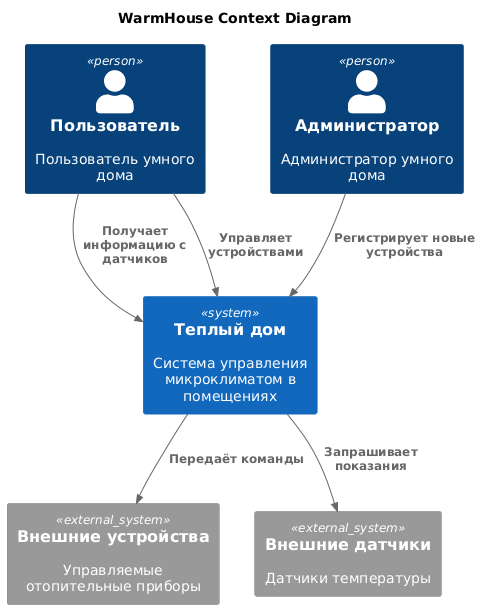 WarmHouse Context Diagram
«person»
Пользователь
Пользователь умного
дома
«person»
Администратор
Администратор умного
дома
Получает
информацию с
датчиков
Управляет
устройствами
Регистрирует новые
устройства
«system»
Теплый дом
Система управления
микроклиматом в
помещениях
Передаёт команды
Запрашивает
показания
«external_system»
Внешние устройства
Управляемые
отопительные приборы
«external_system»
Внешние датчики
Датчики температуры